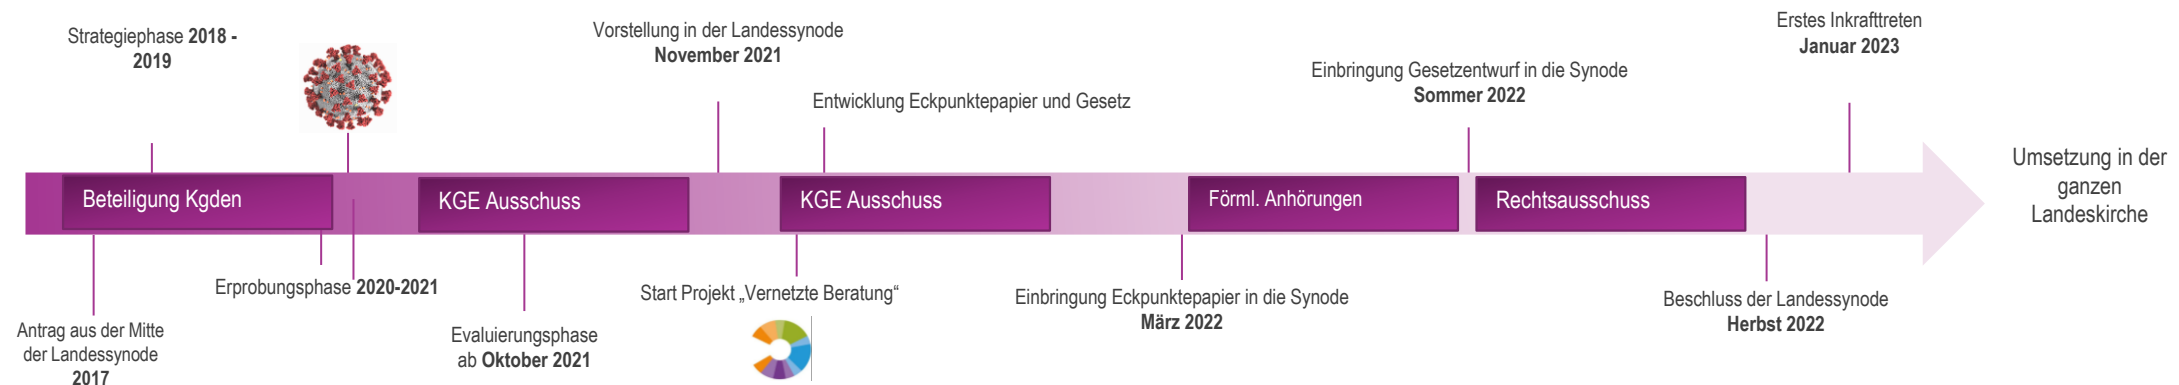 Strategiephase 2018 -
2019
Vorstellung in der Landessynode
November 2021
Entwicklung Eckpunktepapier und Gesetz
Einbringung Gesetzentwurf in die Synode
Sommer 2022
Erstes Inkrafttreten
Januar 2023
Beteiligung Kgden
KGE Ausschuss
KGE Ausschuss
Förml. Anhörungen
Rechtsausschuss
Umsetzung in der
ganzen
Landeskirche
Antrag aus der Mitte
der Landessynode
2017
Erprobungsphase 2020-2021
Evaluierungsphase
ab Oktober 2021
Start Projekt „Vernetzte Beratung“
Einbringung Eckpunktepapier in die Synode
März 2022
Beschluss der Landessynode
Herbst 2022